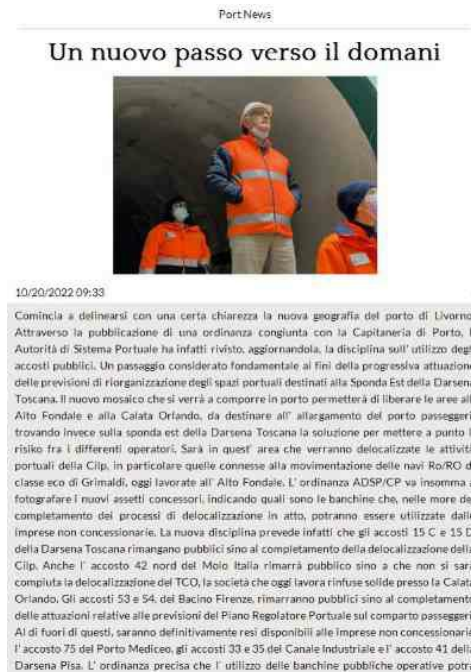 Port News
Un nuovo passo verso il domani
10/20/2022 09:33
Comincia a delinearsi con una certa chiarezza la nuova geografia del porto di Livorno
Attraverso la pubblicazione di una ordinanza congiunta con la Capitaneria di Porto, l
Autorità di Sistema Portuale ha infatti rivisto, aggiornandola, la disciplina sull' utilizzo degl
accosti pubblici. Un passaggio considerato fondamentale ai fini della progressiva attuazione
delle previsioni di riorganizzazione degli spazi portuali destinati alla Sponda Est della Darsena
Toscana. Il nuovo mosaico che si verrà a comporre in porto permetterà di liberare le aree all
Alto Fondale e alla Calata Orlando, da destinare all' allargamento del porto passeggeri
trovando invece sulla sponda est della Darsena Toscana la soluzione per mettere a punto i
risiko fra i differenti operatori. Sarà in quest' area che verranno delocalizzate le attività
portuali della Cilp, in particolare quelle connesse alla movimentazione delle navi Ro/RO d
classe eco di Grimaldi, oggi lavorate all' Alto Fondale. L' ordinanza ADSP/CP va insomma a
fotografare i nuovi assetti concessori, indicando quali sono le banchine che, nelle more de
completamento dei processi di delocalizzazione in atto, potranno essere utilizzate dalle
imprese non concessionarie. La nuova disciplina prevede infatti che gli accosti 15 C e 15 D
della Darsena Toscana rimangano pubblici sino al completamento della delocalizzazione della
Cilp. Anche l' accosto 42 nord del Molo Italia rimarrà pubblico sino a che non si sarà
compiuta la delocalizzazione del TCO, la società che oggi lavora rinfuse solide presso la Calata
Orlando. Gli accosti 53 e 54, del Bacino Firenze, rimarranno pubblici sino al completamento
delle attuazioni relative alle previsioni del Piano Regolatore Portuale sul comparto passeggeri
Al di fuori di questi, saranno definitivamente resi disponibili alle imprese non concessionarie
l' accosto 75 del Porto Mediceo, gli accosti 33 e 35 del Canale Industriale e l' accosto 41 della
Darsena Pisa. L' ordinanza precisa che l' utilizzo delle banchine pubbliche operative potrà